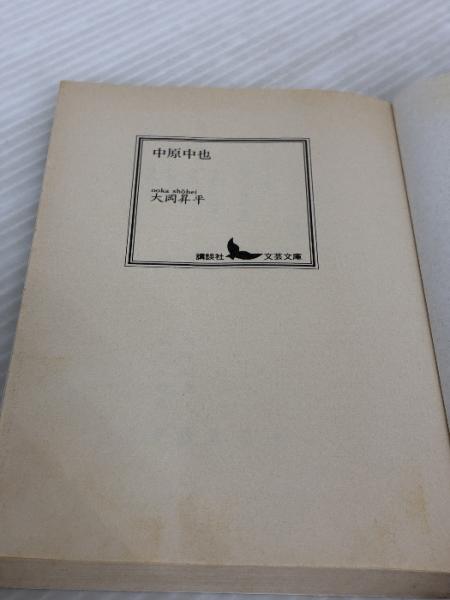 中原中也
ooka shōhei
大岡昇平
講談社 文芸文庫